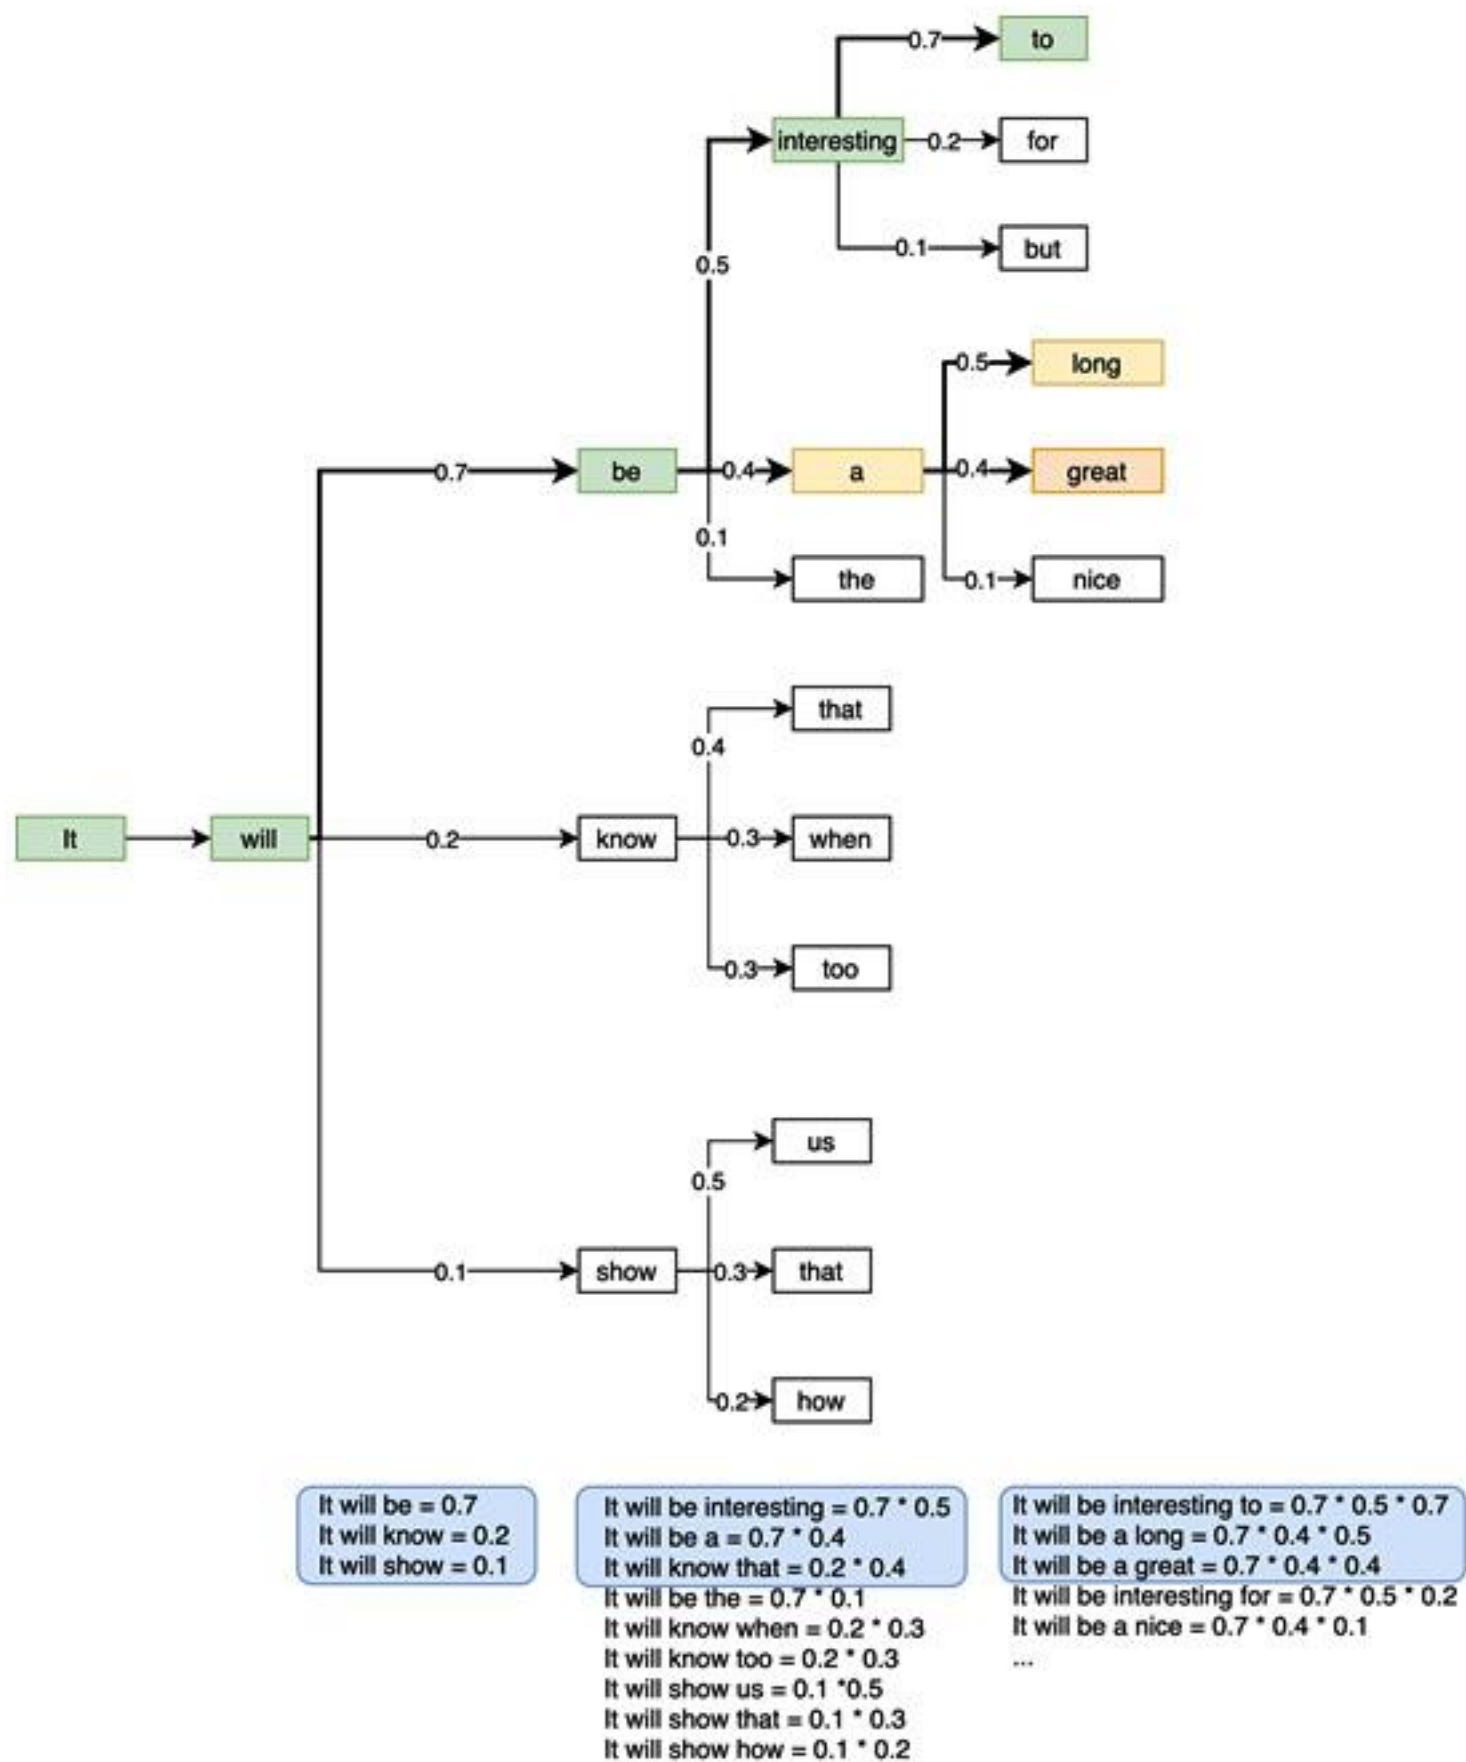 0.7
to
interesting
0.2
for
0.1
but
0.5
0.5
long
0.7
be
0.4
a
0.4
great
0.1
the
0.1
nice
that
0.4
It
will
0.2
know
0.3
when
0.3
too
us
0.5
0.1
show
0.3
that
0.2
how
It will be = 0.7
It will know = 0.2
It will show = 0.1
It will be interesting = 0.7 * 0.5
It will be a = 0.7 * 0.4
It will know that = 0.2 * 0.4
It will be the = 0.7 * 0.1
It will know when = 0.2 * 0.3
It will know too = 0.2 * 0.3
It will show us = 0.1 *0.5
It will show that = 0.1 * 0.3
It will show how = 0.1 * 0.2
It will be interesting to = 0.7 * 0.5 * 0.7
It will be a long = 0.7 * 0.4 * 0.5
It will be a great = 0.7 * 0.4 * 0.4
It will be interesting for = 0.7 * 0.5 * 0.2
It will be a nice = 0.7 * 0.4 * 0.1
...